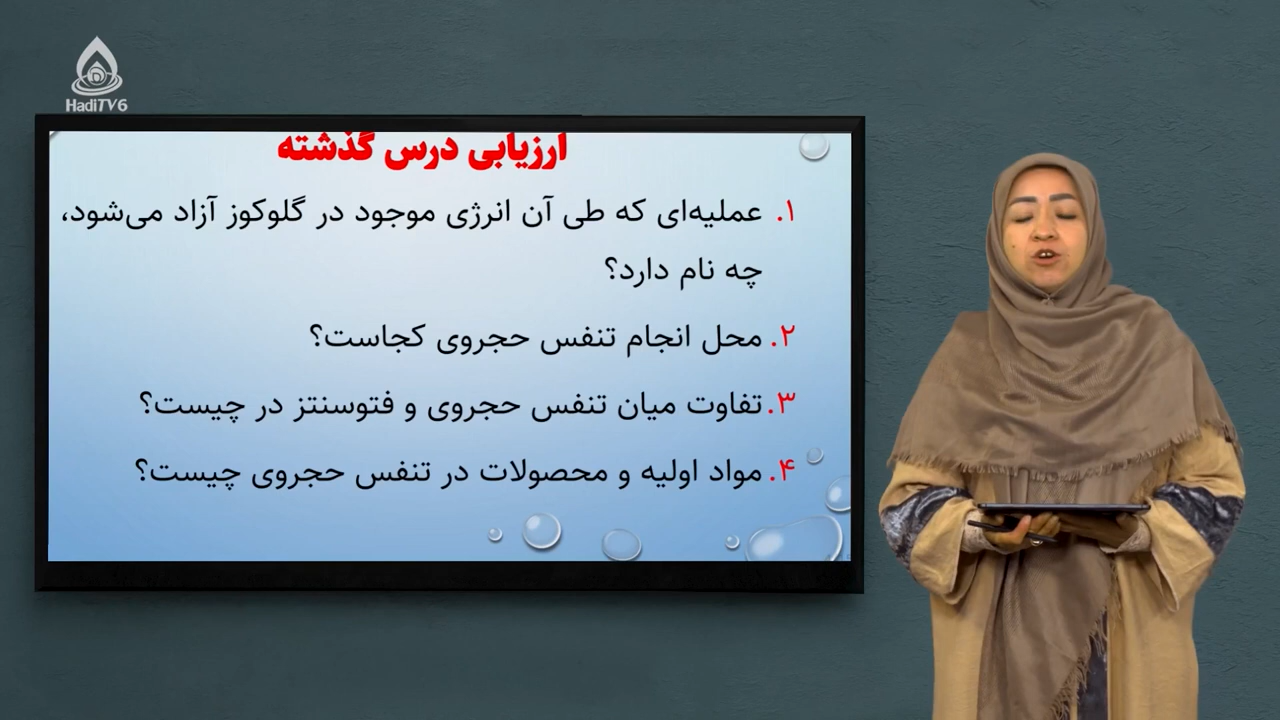 HadiTV6
ارزیابی درس گذشته
۱. عملیه‌ای که طی آن انرژی موجود در گلوکوز آزاد می‌شود،
چه نام دارد؟
۲. محل انجام تنفس حجروی کجاست؟
۳. تفاوت میان تنفس حجروی و فتوسنتز در چیست؟
۴. مواد اولیه و محصولات در تنفس حجروی چیست؟